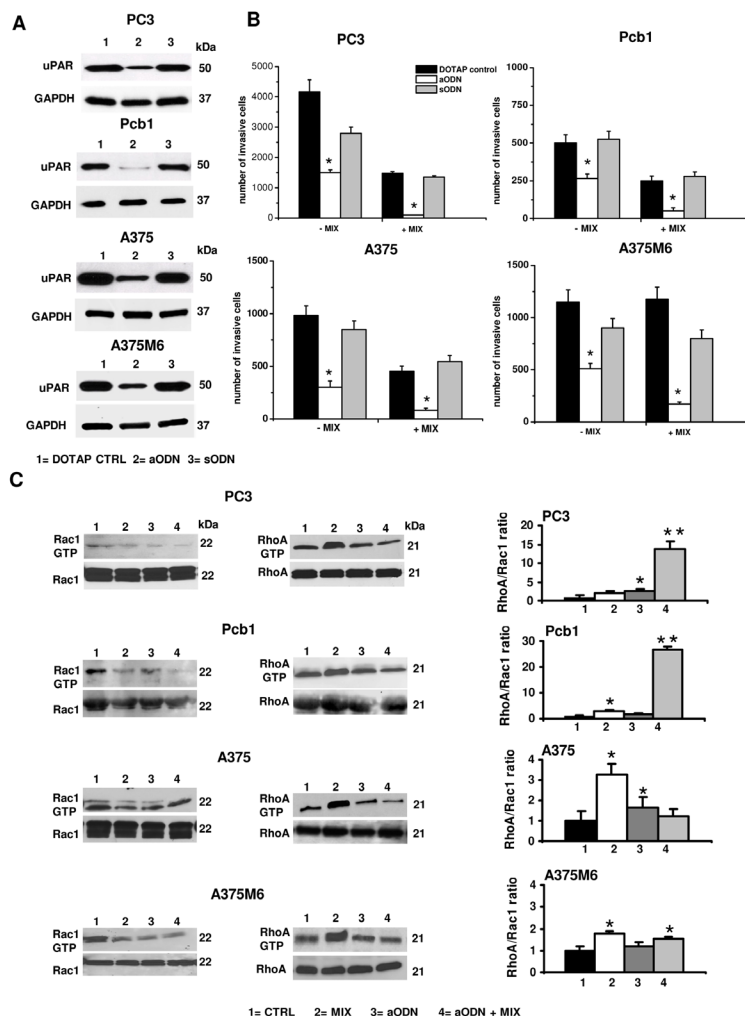 A
PC3
1 2 3 kDa
uPAR 50
GAPDH 37
Pcb1
1 2 3
uPAR 50
GAPDH 37
A375
1 2 3 kDa
uPAR 50
GAPDH 37
A375M6
1 2 3
uPAR 50
GAPDH 37
1= DOTAP CTRL 2= aODN 3= sODN
B
PC3
number of invasive cells
5000
4000
3000
2000
1500
1000
500
0
DOTAP control
aODN
sODN
*
*
- MIX + MIX
Pcb1
number of invasive cells
1000
750
500
250
0
*
*
- MIX + MIX
A375
number of invasive cells
1500
1000
500
0
*
*
- MIX + MIX
A375M6
number of invasive cells
1500
1000
500
0
*
*
- MIX + MIX
C
PC3
1 2 3 4 kDa
Rac1
GTP 22
Rac1 22
1 2 3 4 kDa
RhoA
GTP 21
RhoA 21
PC3
RhoA/Rac1 ratio
20
15
10
5
0
* **
1 2 3 4
Pcb1
1 2 3 4
Rac1
GTP 22
Rac1 22
1 2 3 4
RhoA
GTP 21
RhoA 21
Pcb1
RhoA/Rac1 ratio
30
20
10
0
* **
1 2 3 4
A375
1 2 3 4
Rac1
GTP 22
Rac1 22
1 2 3 4
RhoA
GTP 21
RhoA 21
A375
RhoA/Rac1 ratio
5
4
3
2
1
0
* *
1 2 3 4
A375M6
1 2 3 4
Rac1
GTP 22
Rac1 22
1 2 3 4
RhoA
GTP 21
RhoA 21
A375M6
RhoA/Rac1 ratio
4
3
2
1
0
* *
1 2 3 4
1= CTRL 2= MIX 3= aODN 4= aODN + MIX